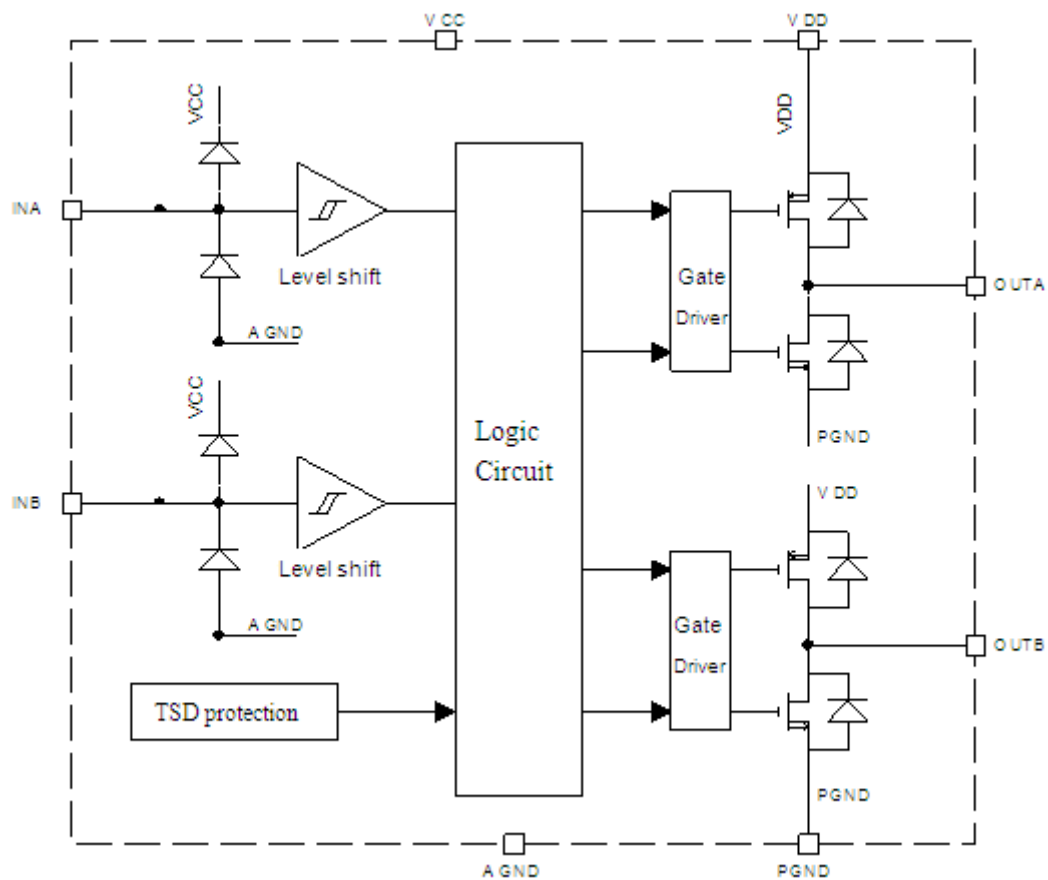 V CC
V DD
VCC
VDD
INA
Level shift
A GND
Gate
Driver
OUTA
PGND
VCC
Logic
Circuit
INB
Level shift
A GND
V DD
Gate
Driver
OUTB
TSD protection
PGND
A GND
PGND